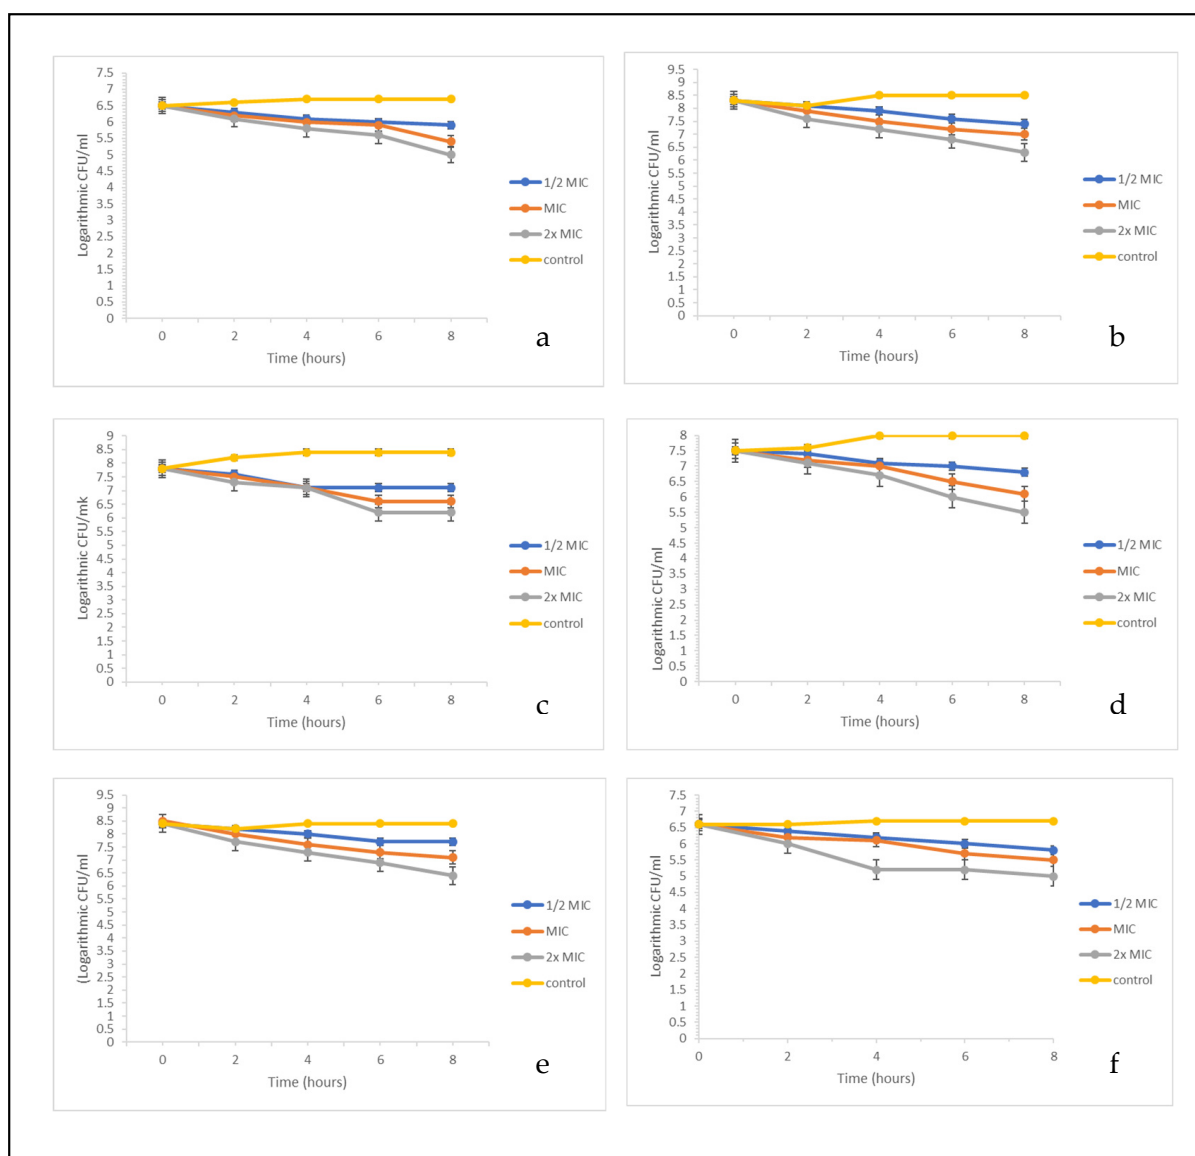 7.5
7
6.5
6
5.5
5
4.5
4
3.5
3
2.5
2
1.5
1
0.5
0
Logarithmic CFU/ml
0 2 4 6 8
Time (hours)
1/2 MIC
MIC
2x MIC
control
a
9.5
9
8.5
8
7.5
7
6.5
6
5.5
5
4.5
4
3.5
3
2.5
2
1.5
1
0.5
0
Logarithmic CFU/ml
0 2 4 6 8
Time (hours)
1/2 MIC
MIC
2x MIC
control
b
9
8.5
8
7.5
7
6.5
6
5.5
5
4.5
4
3.5
3
2.5
2
1.5
1
0.5
0
Logarithnic CFU/mk
0 2 4 6 8
Time (hours)
1/2 MIC
MIC
2x MIC
control
c
8
7.5
7
6.5
6
5.5
5
4.5
4
3.5
3
2.5
2
1.5
1
0.5
0
Logarithmic CFU/ml
0 2 4 6 8
Time (hours)
1/2 MIC
MIC
2x MIC
control
d
9.5
9
8.5
8
7.5
7
6.5
6
5.5
5
4.5
4
3.5
3
2.5
2
1.5
1
0.5
0
(Logarithmic CFU/ml
0 2 4 6 8
Time (hours)
1/2 MIC
MIC
2x MIC
control
e
7.5
7
6.5
6
5.5
5
4.5
4
3.5
3
2.5
2
1.5
1
0.5
0
Logarithmic CFU/ml
0 2 4 6 8
Time (hours)
1/2 MIC
MIC
2x MIC
control
f